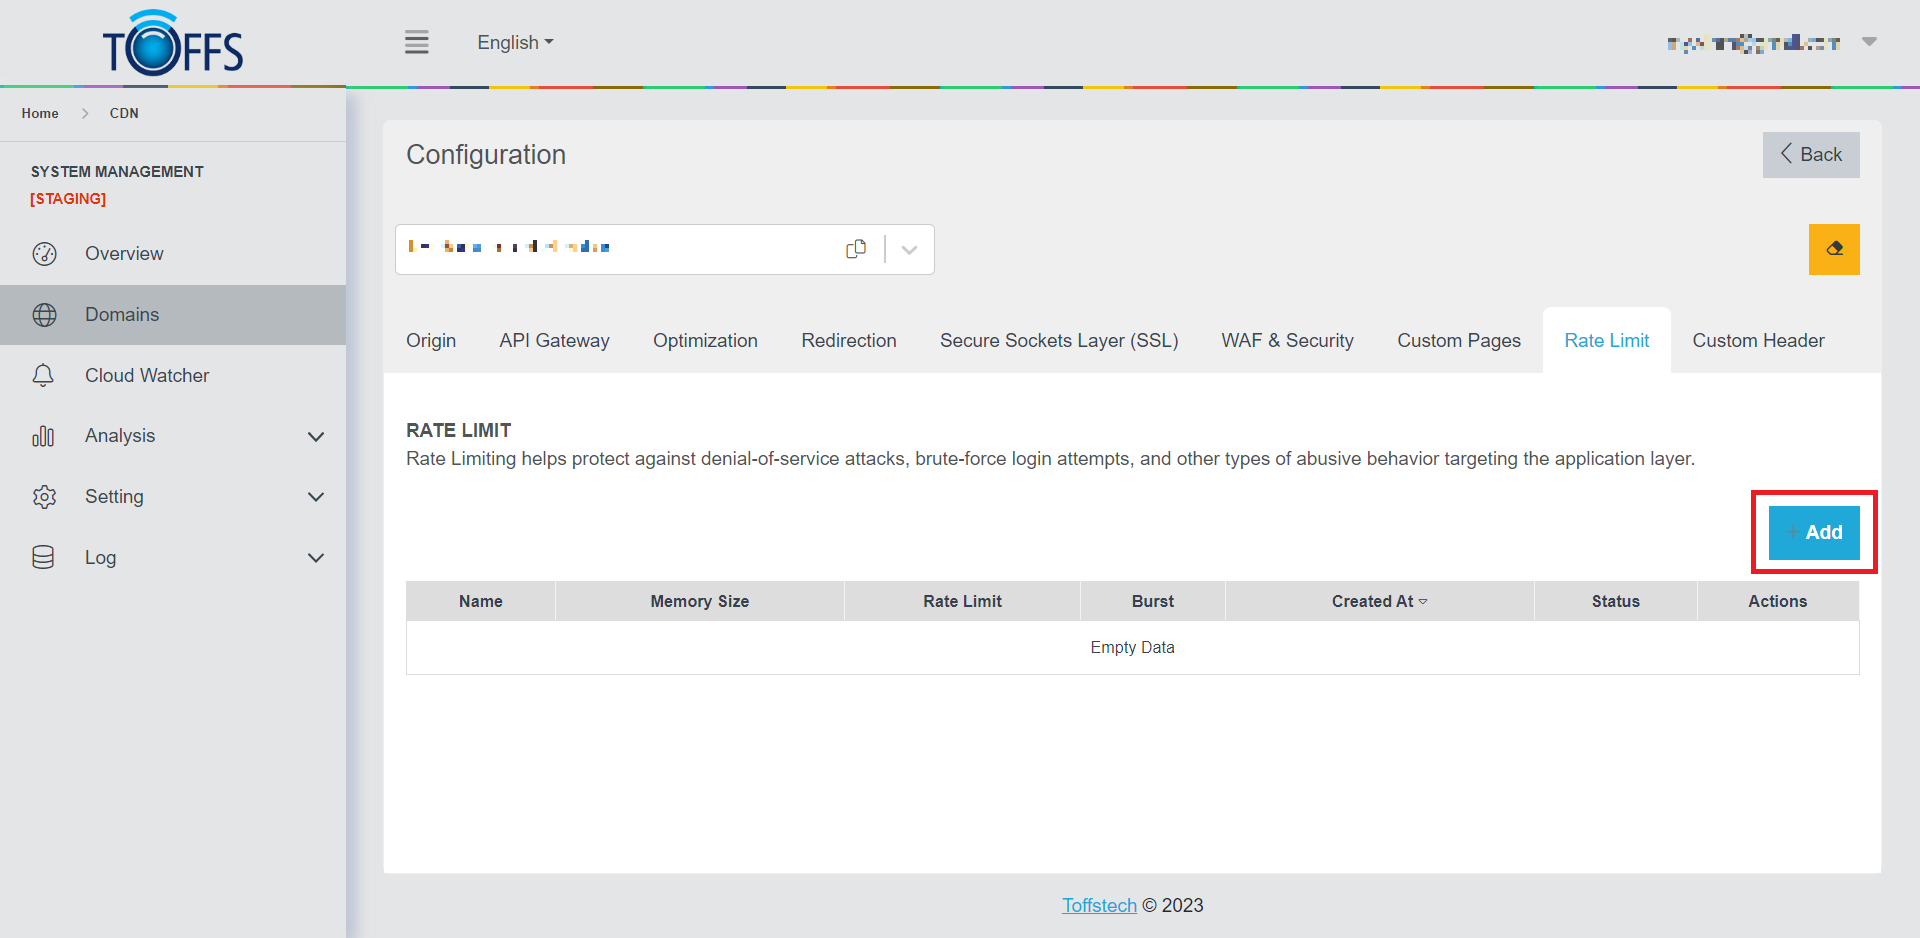 TOFFS
English
Home > CDN
SYSTEM MANAGEMENT
[STAGING]
Overview
Domains
Cloud Watcher
Analysis
Setting
Log
Configuration
Back
Origin API Gateway Optimization Redirection Secure Sockets Layer (SSL) WAF & Security Custom Pages Rate Limit Custom Header
RATE LIMIT
Rate Limiting helps protect against denial-of-service attacks, brute-force login attempts, and other types of abusive behavior targeting the application layer.
+ Add
Name Memory Size Rate Limit Burst Created At Status Actions
Empty Data
Toffstech © 2023